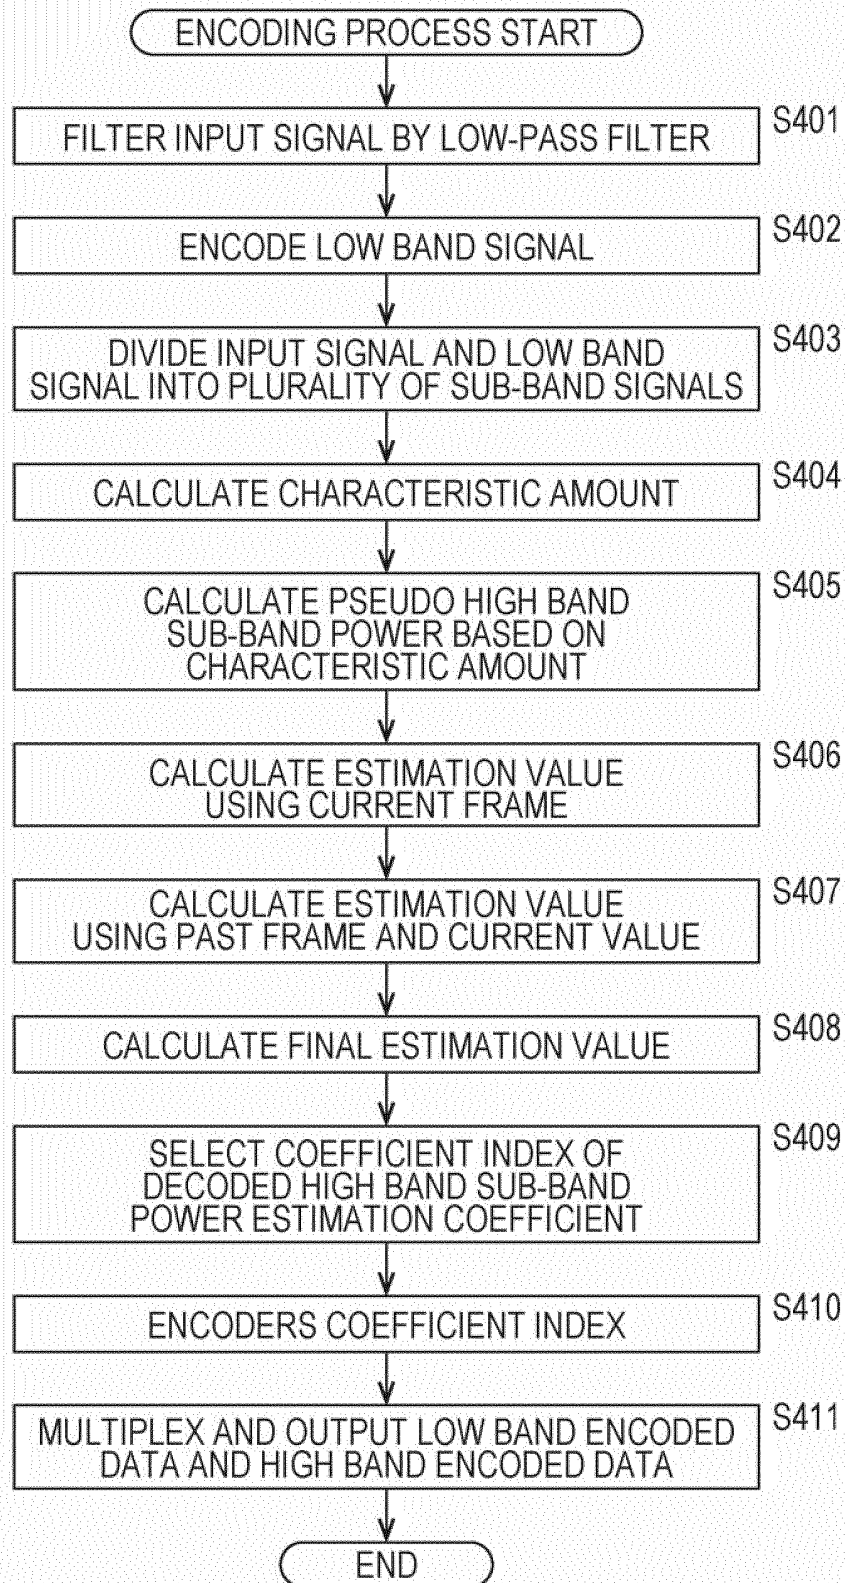 ENCODING PROCESS START
FILTER INPUT SIGNAL BY LOW-PASS FILTER
S401
ENCODE LOW BAND SIGNAL
S402
DIVIDE INPUT SIGNAL AND LOW BAND
SIGNAL INTO PLURALITY OF SUB-BAND SIGNALS
S403
CALCULATE CHARACTERISTIC AMOUNT
S404
CALCULATE PSEUDO HIGH BAND
SUB-BAND POWER BASED ON
CHARACTERISTIC AMOUNT
S405
CALCULATE ESTIMATION VALUE
USING CURRENT FRAME
S406
CALCULATE ESTIMATION VALUE
USING PAST FRAME AND CURRENT VALUE
S407
CALCULATE FINAL ESTIMATION VALUE
S408
SELECT COEFFICIENT INDEX OF
DECODED HIGH BAND SUB-BAND
POWER ESTIMATION COEFFICIENT
S409
ENCODERS COEFFICIENT INDEX
S410
MULTIPLEX AND OUTPUT LOW BAND ENCODED
DATA AND HIGH BAND ENCODED DATA
S411
END